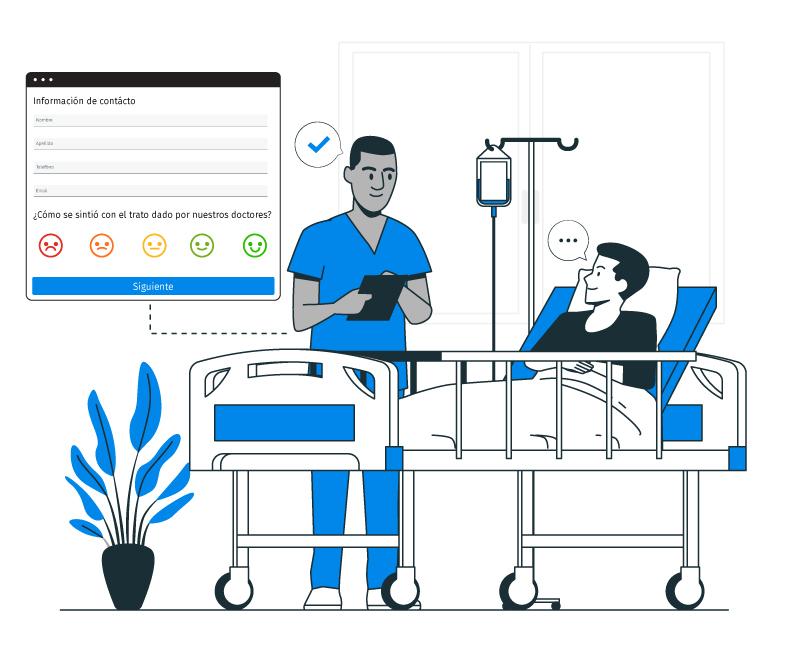 Información de contácto
Nombre
Apellido
Teléfono
Email
¿Cómo se sintió con el trato dado por nuestros doctores?
Siguiente